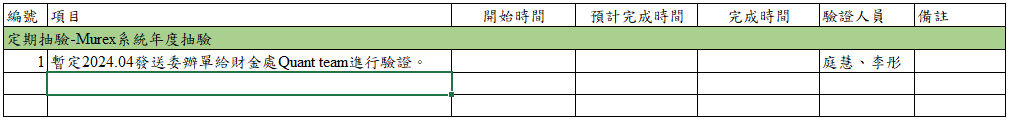 編號 項目 開始時間 預計完成時間 完成時間 驗證人員 備註
定期抽驗-Murex系統年度抽驗
1 暫定2024.04發送委辦單給財金處Quant team進行驗證。 庭慧、李彤